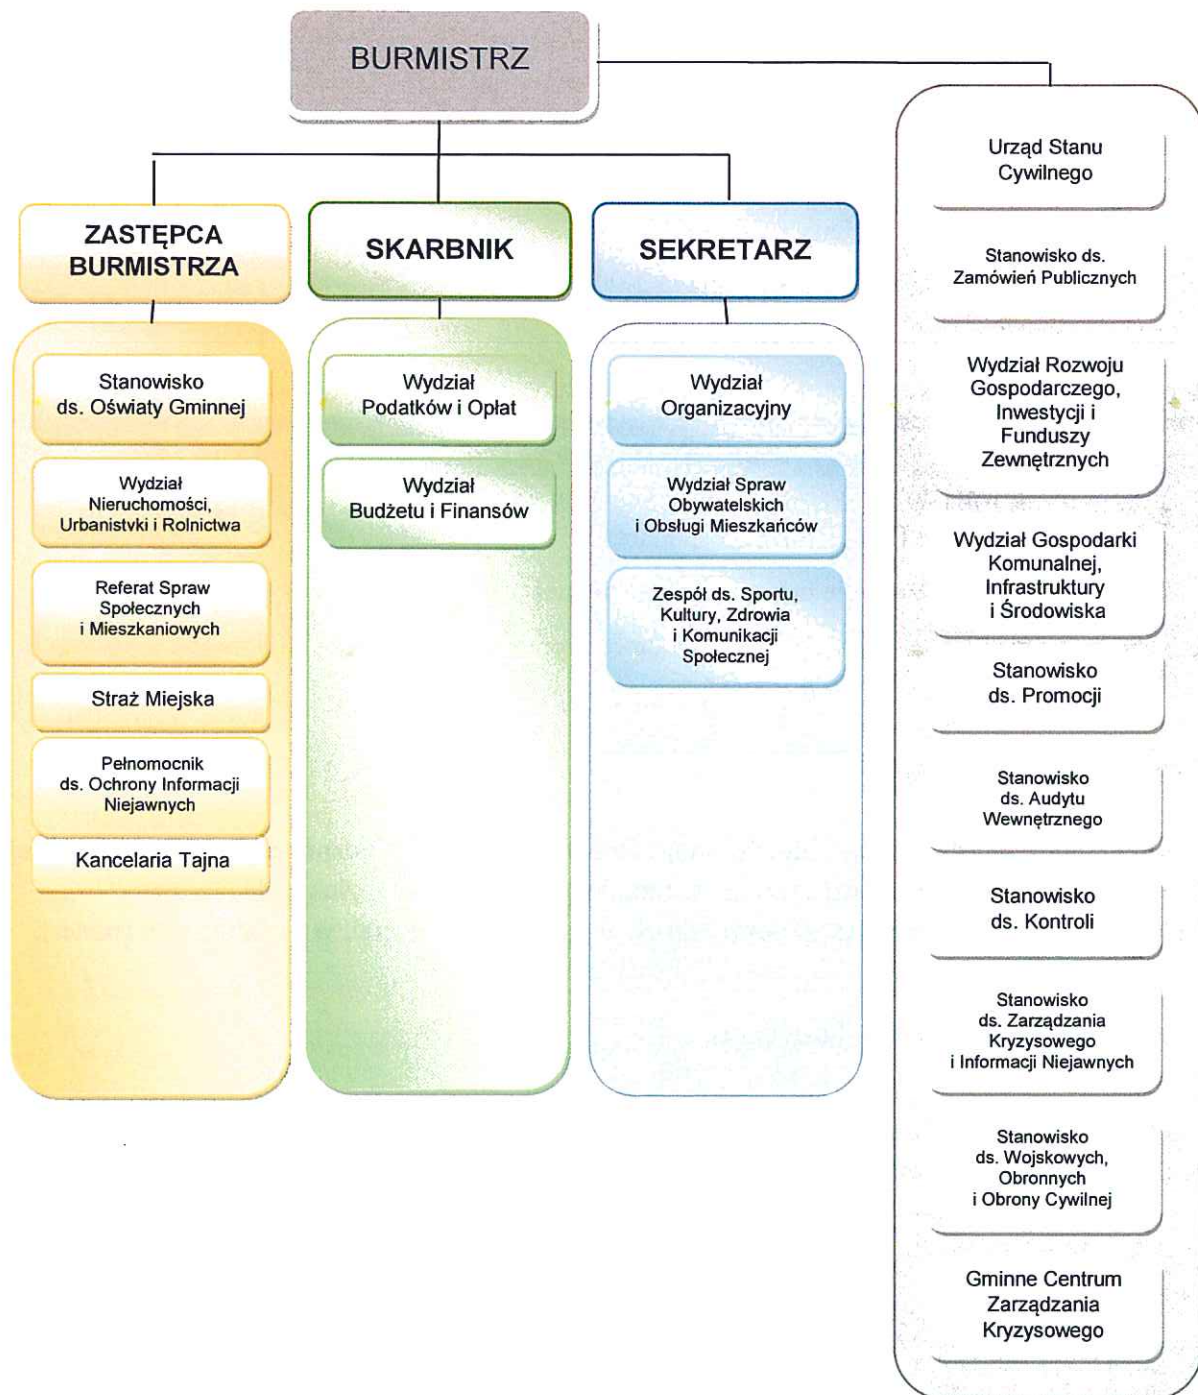 BURMISTRZ
ZASTĘPCA
BURMISTRZA
Stanowisko
ds. Oświaty Gminnej
Wydział
Nieruchomości,
Urbanistyki i Rolnictwa
Referat Spraw
Społecznych
i Mieszkaniowych
Straż Miejska
Pełnomocnik
ds. Ochrony Informacji
Niejawnych
Kancelaria Tajna
SKARBNIK
Wydział
Podatków i Opłat
Wydział
Budżetu i Finansów
SEKRETARZ
Wydział
Organizacyjny
Wydział Spraw
Obywatelskich
i Obsługi Mieszkańców
Zespół ds. Sportu,
Kultury, Zdrowia
i Komunikacji
Społecznej
Urząd Stanu
Cywilnego
Stanowisko ds.
Zamówień Publicznych
Wydział Rozwoju
Gospodarczego,
Inwestycji i
Funduszy
Zewnętrznych
Wydział Gospodarki
Komunalnej,
Infrastruktury
i Środowiska
Stanowisko
ds. Promocji
Stanowisko
ds. Audytu
Wewnętrznego
Stanowisko
ds. Kontroli
Stanowisko
ds. Zarządzania
Kryzysowego
i Informacji Niejawnych
Stanowisko
ds. Wojskowych,
Obronnych
i Obrony Cywilnej
Gminne Centrum
Zarządzania
Kryzysowego